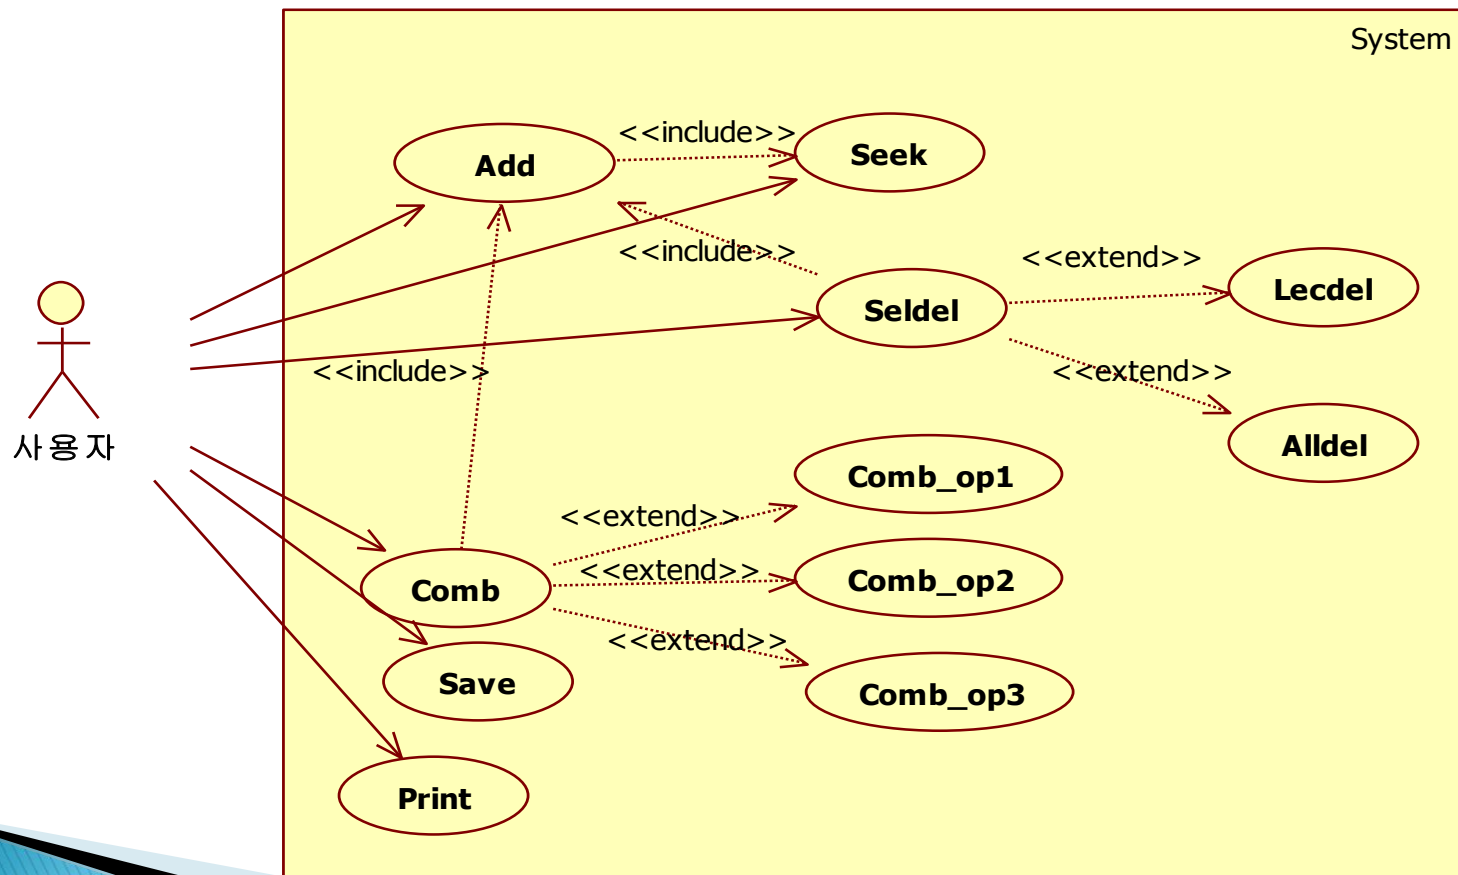 System
<<include>>
Add
Seek
<<include>>
<<extend>>
Seldel
Lecdel
<<include>>
<<extend>>
사용자
Alldel
Comb_op1
<<extend>>
<<extend>>
Comb
Comb_op2
<<extend>>
Save
Comb_op3
Print